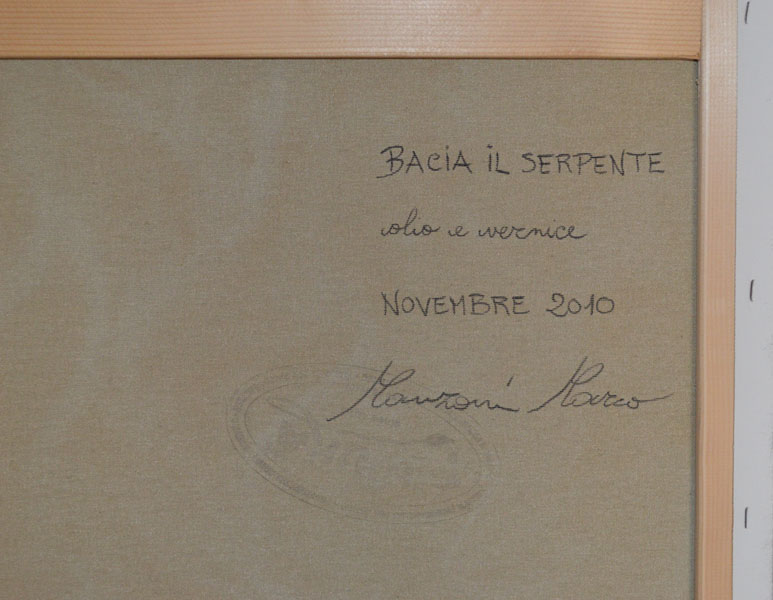 BACIA IL SERPENTE
olio e vernice
NOVEMBRE 2010
Manzoni Marco